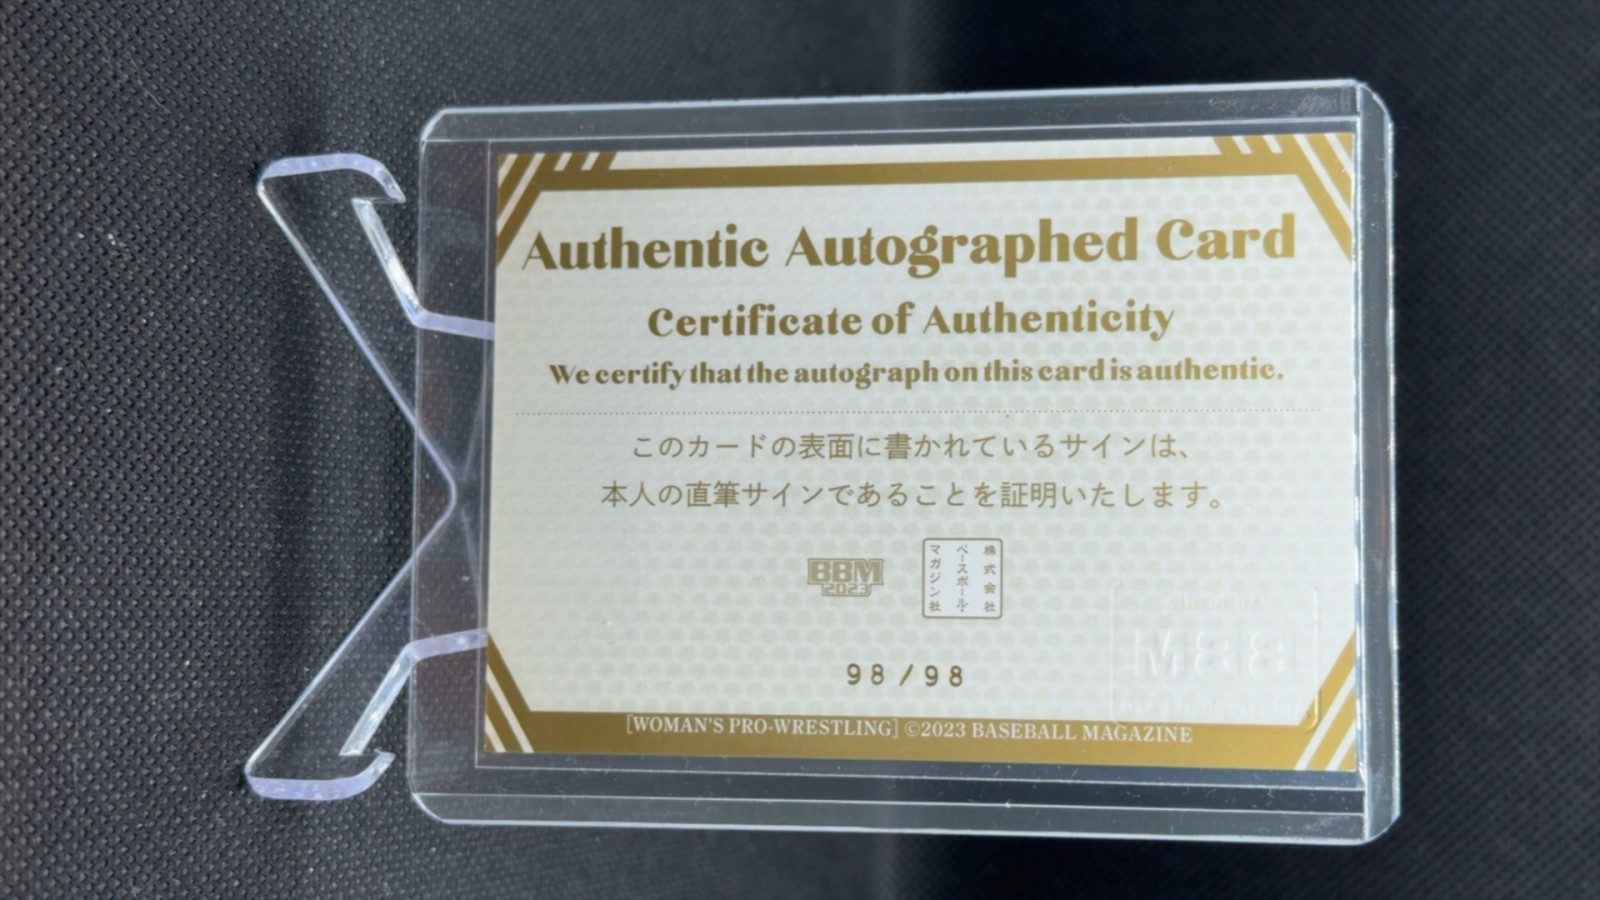 Authentic Autographed Card
Certificate of Authenticity
We certify that the autograph on this card is authentic.
このカードの表面に書かれているサインは、
本人の直筆サインであることを証明いたします。
BBM
2023
株式会社
ベースボール・
マガジン社
98/98
BBM
[WOMAN'S PRO-WRESTLING] ©2023 BASEBALL MAGAZINE